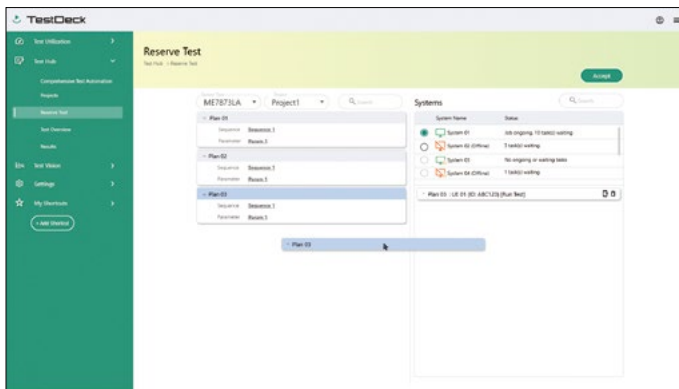 TestDeck
Test Utilization
Test Hub
Comprehensive Test Automation
Projects
Reserve Test
Test Overview
Results
Test Vision
Settings
My Shortcuts
+ Add Shortcut
Reserve Test
Test Hub > Reserve Test
Accept
ME7873LA
Project1
Search
Plan 01
Sequence Sequence 1
Parameter Param 1
Plan 02
Sequence Sequence 1
Parameter Param 1
Plan 03
Sequence Sequence 1
Parameter Param 1
Plan 03
Systems
Search
System Name Status
System 01 Job ongoing, 10 task(s) waiting
System 02 (Offline) 3 task(s) waiting
System 03 No ongoing or waiting tasks
System 04 (Offline) 1 task(s) waiting
Plan 03 : UE 01 (ID: ABC123) [Run Test]